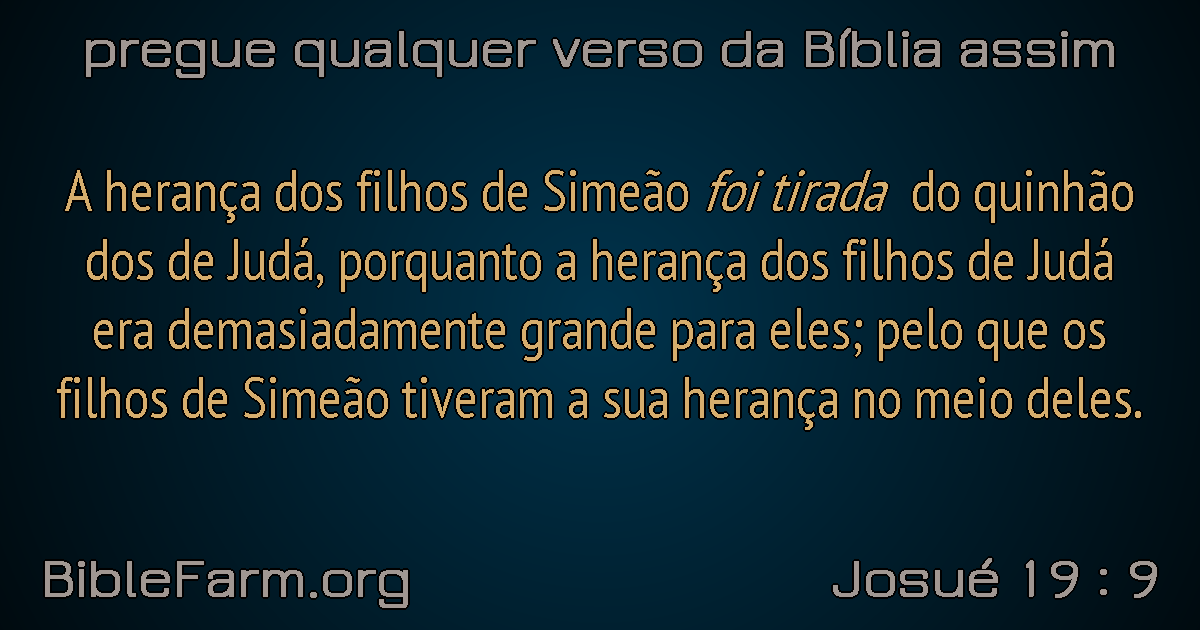 pregue qualquer verso da Bíblia assim
A herança dos filhos de Simeão foi tirada do quinhão
dos de Judá, porquanto a herança dos filhos de Judá
era demasiadamente grande para eles; pelo que os
filhos de Simeão tiveram a sua herança no meio deles.
BibleFarm.org
Josué 19 : 9